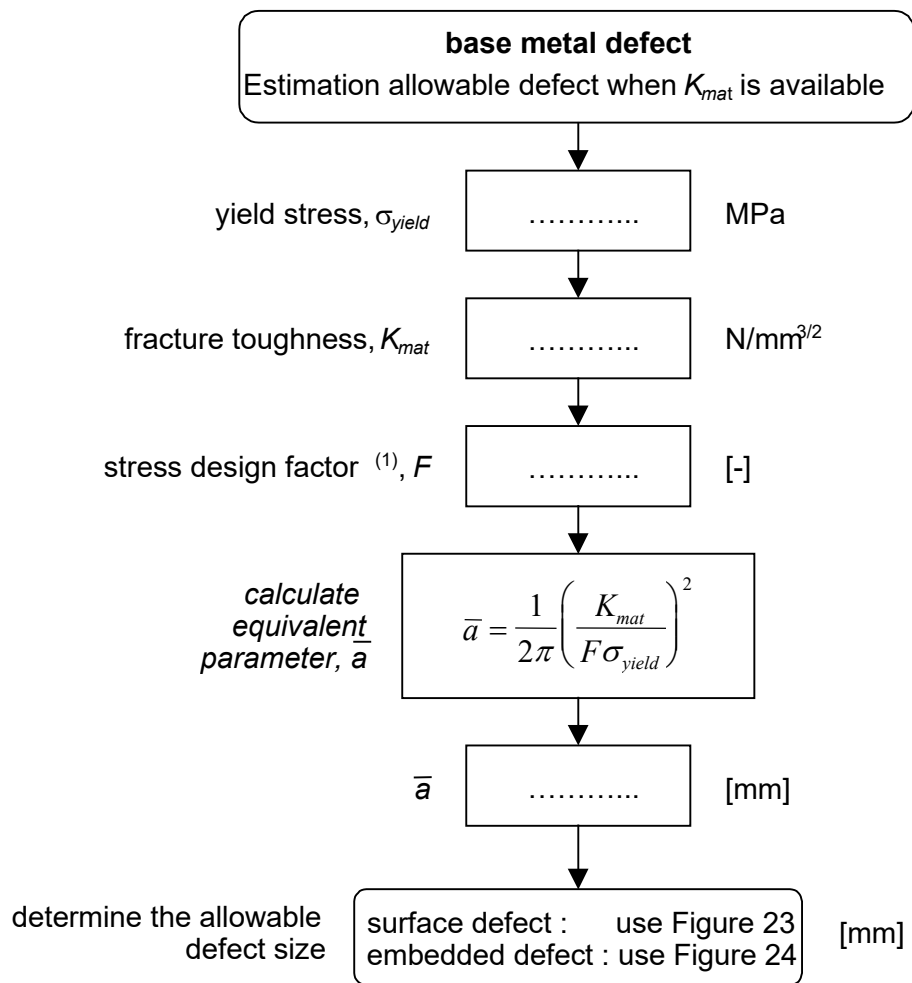 base metal defect
Estimation allowable defect when K_mat is available
yield stress, σ_yield ………... MPa
fracture toughness, K_mat ………... N/mm^3/2
stress design factor (1), F ………... [-]
calculate
equivalent
parameter, a̅
a̅ = 1/2π (K_mat / Fσ_yield)^2
a̅ ………... [mm]
determine the allowable
defect size
surface defect : use Figure 23
embedded defect : use Figure 24
[mm]